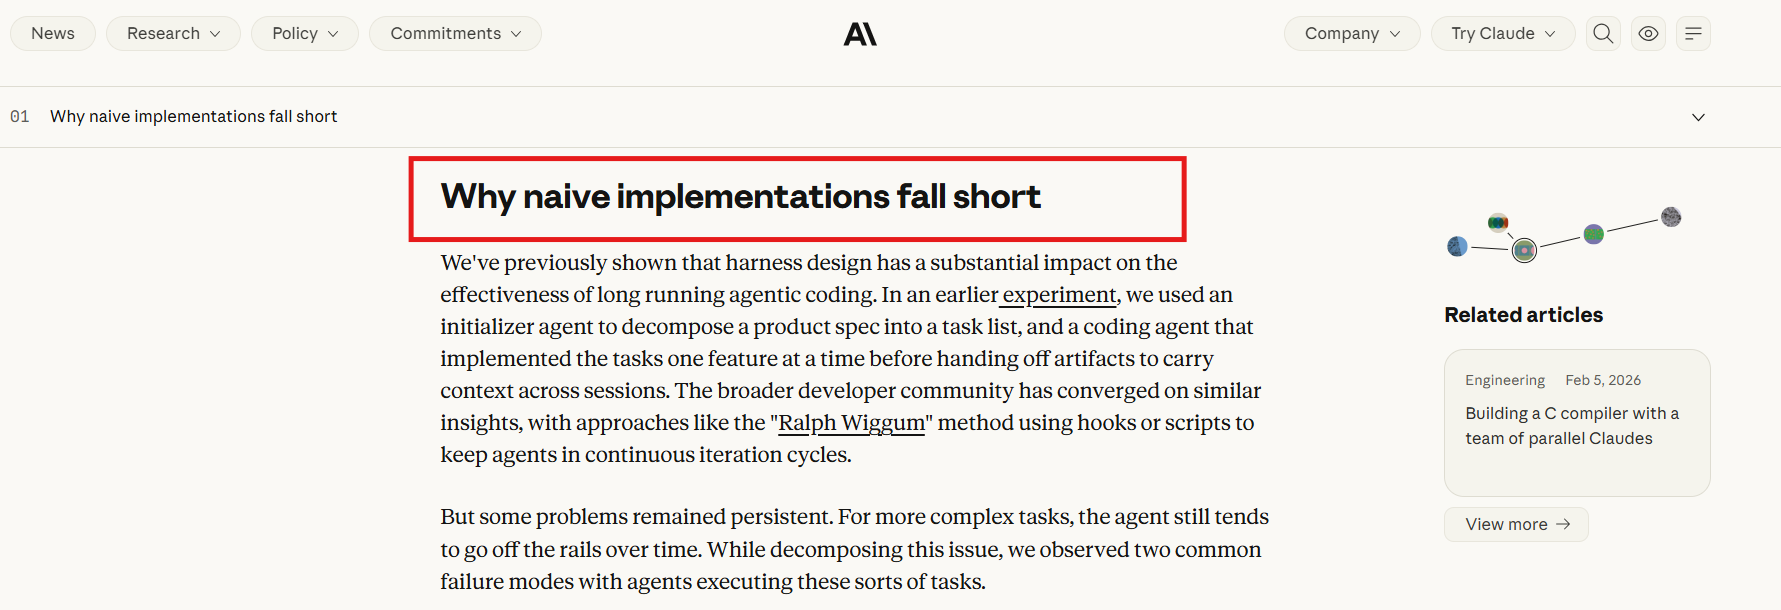 News
Research
Policy
Commitments
Company
Try Claude
01 Why naive implementations fall short
Why naive implementations fall short
We've previously shown that harness design has a substantial impact on the
effectiveness of long running agentic coding. In an earlier experiment, we used an
initializer agent to decompose a product spec into a task list, and a coding agent that
implemented the tasks one feature at a time before handing off artifacts to carry
context across sessions. The broader developer community has converged on similar
insights, with approaches like the "Ralph Wiggum" method using hooks or scripts to
keep agents in continuous iteration cycles.
But some problems remained persistent. For more complex tasks, the agent still tends
to go off the rails over time. While decomposing this issue, we observed two common
failure modes with agents executing these sorts of tasks.
Related articles
Engineering Feb 5, 2026
Building a C compiler with a
team of parallel Claudes
View more